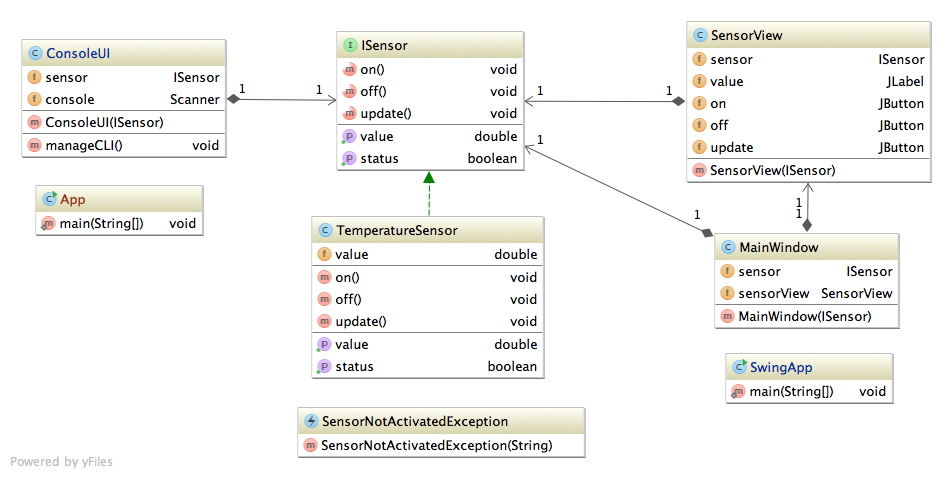 C ConsoleUI
f sensor ISensor
f console Scanner
m ConsoleUI(ISensor)
m manageCLI() void
1 1
C App
m main(String[]) void
I ISensor
m on() void
m off() void
m update() void
P value double
P status boolean
C TemperatureSensor
f value double
m on() void
m off() void
m update() void
P value double
P status boolean
SensorNotActivatedException
m SensorNotActivatedException(String)
1 1
1 1
C SensorView
f sensor ISensor
f value JLabel
f on JButton
f off JButton
f update JButton
m SensorView(ISensor)
1
1
C MainWindow
f sensor ISensor
f sensorView SensorView
m MainWindow(ISensor)
C SwingApp
m main(String[]) void
Powered by yFiles